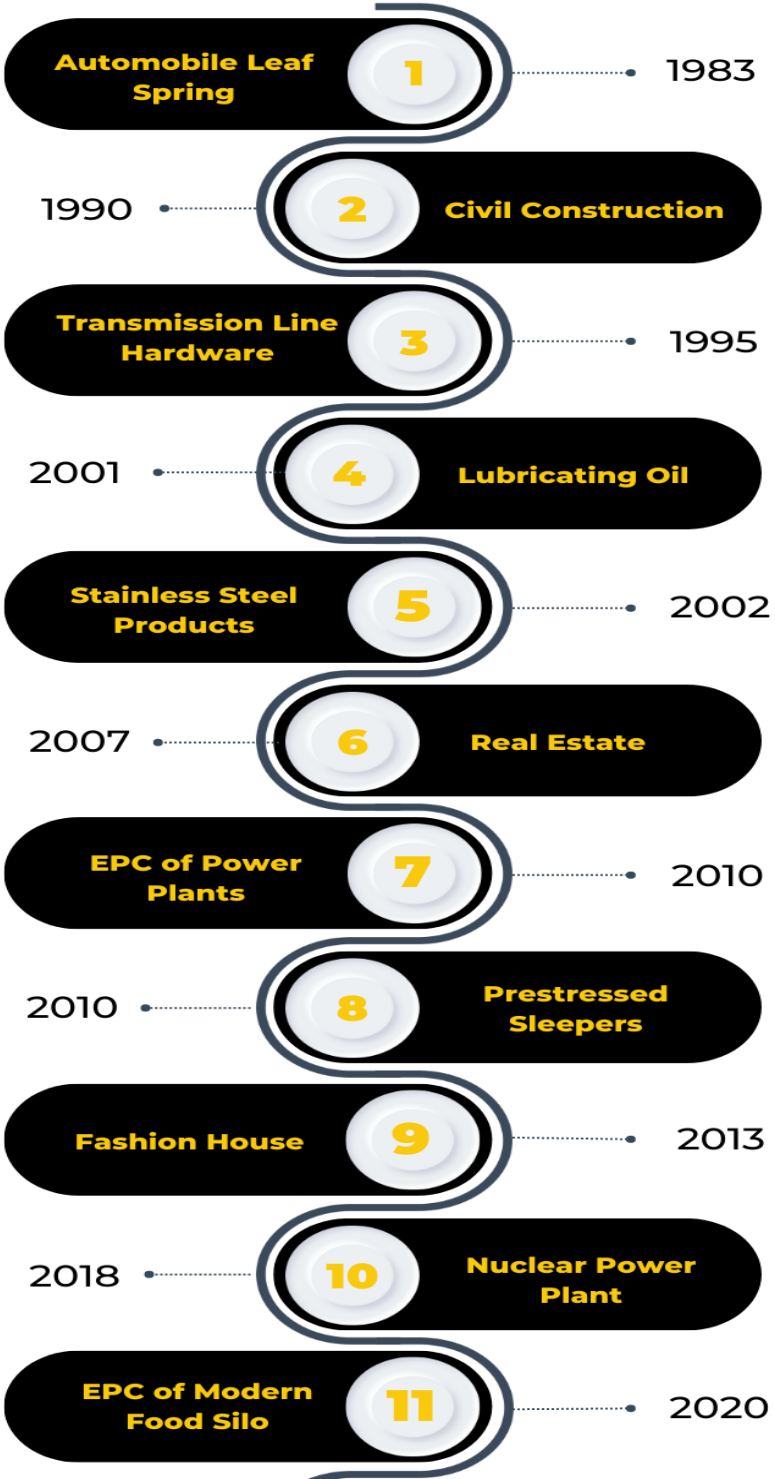 Automobile Leaf
Spring
1
1983
1990
2
Civil Construction
Transmission Line
Hardware
3
1995
2001
4
Lubricating Oil
Stainless Steel
Products
5
2002
2007
6
Real Estate
EPC of Power
Plants
7
2010
2010
8
Prestressed
Sleepers
Fashion House
9
2013
2018
10
Nuclear Power
Plant
EPC of Modern
Food Silo
11
2020